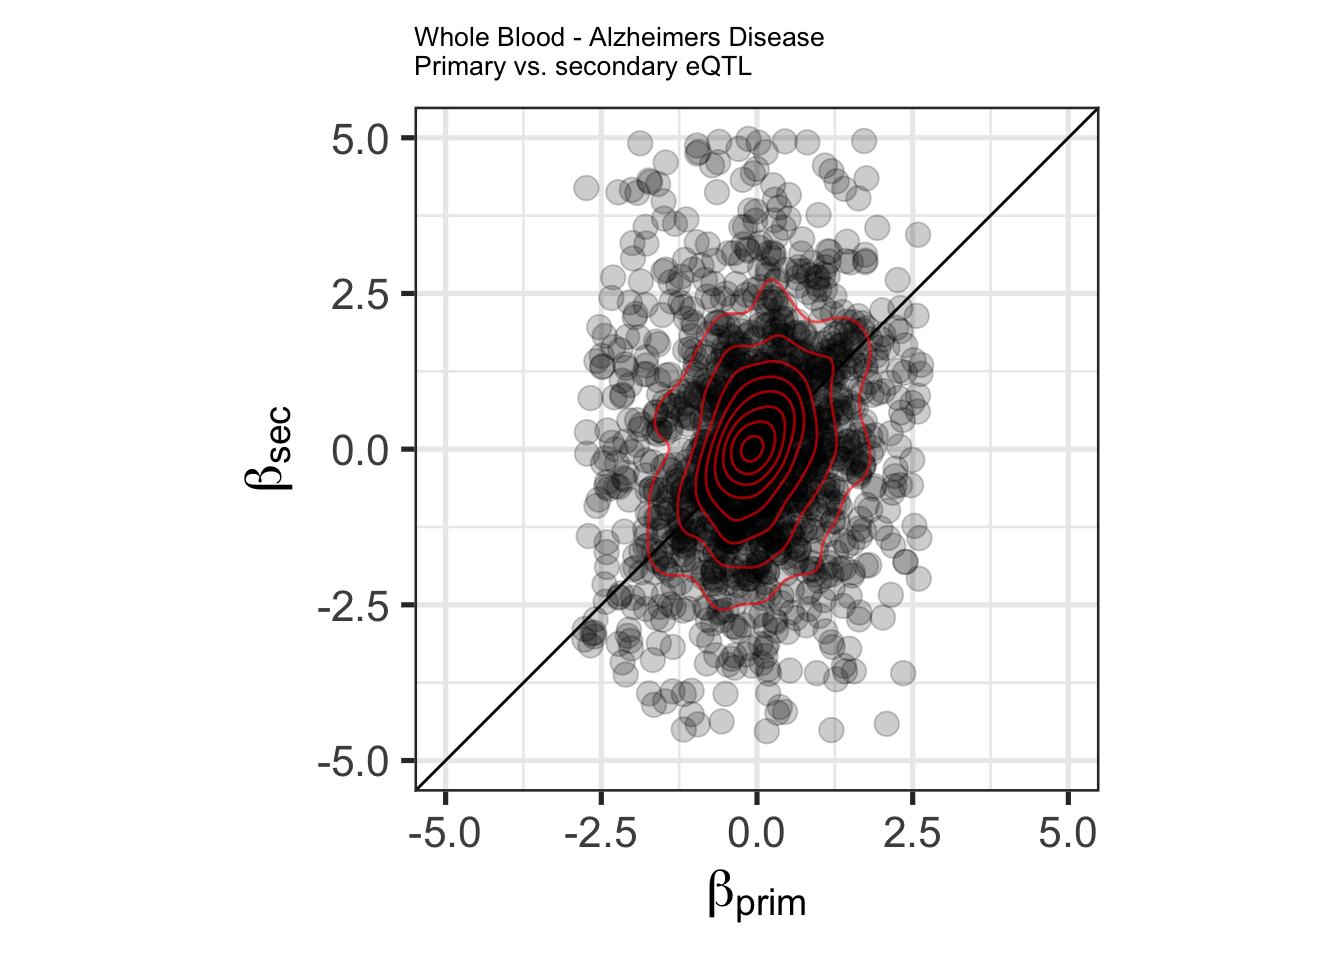 Whole Blood - Alzheimers Disease
Primary vs. secondary eQTL
5.0
2.5
0.0
-2.5
-5.0
βsec
-5.0 -2.5 0.0 2.5 5.0
βprim